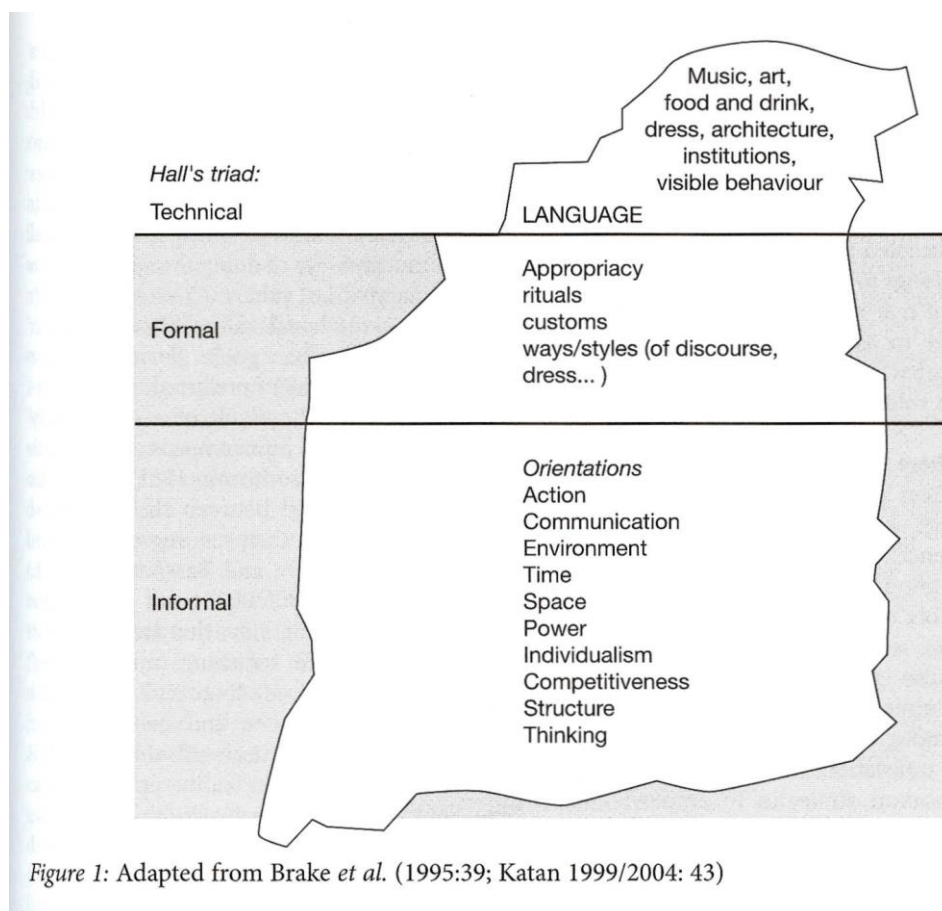 Music, art,
food and drink,
dress, architecture,
institutions,
visible behaviour
Hall's triad:
Technical
LANGUAGE
Formal
Appropriacy
rituals
customs
ways/styles (of discourse,
dress... )
Informal
Orientations
Action
Communication
Environment
Time
Space
Power
Individualism
Competitiveness
Structure
Thinking
Figure 1: Adapted from Brake et al. (1995:39; Katan 1999/2004: 43)